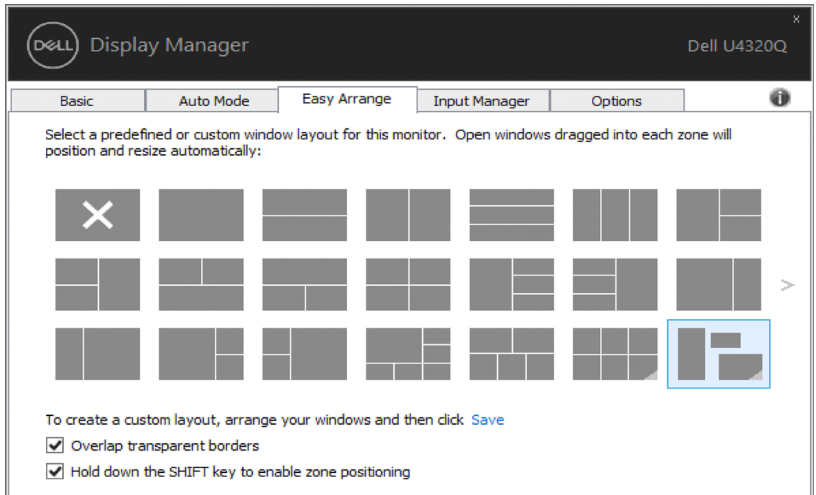 x
DELL
Display Manager
Dell U4320Q
Basic
Auto Mode
Easy Arrange
Input Manager
Options
Select a predefined or custom window layout for this monitor. Open windows dragged into each zone will
position and resize automatically:
>
To create a custom layout, arrange your windows and then click Save
Overlap transparent borders
Hold down the SHIFT key to enable zone positioning